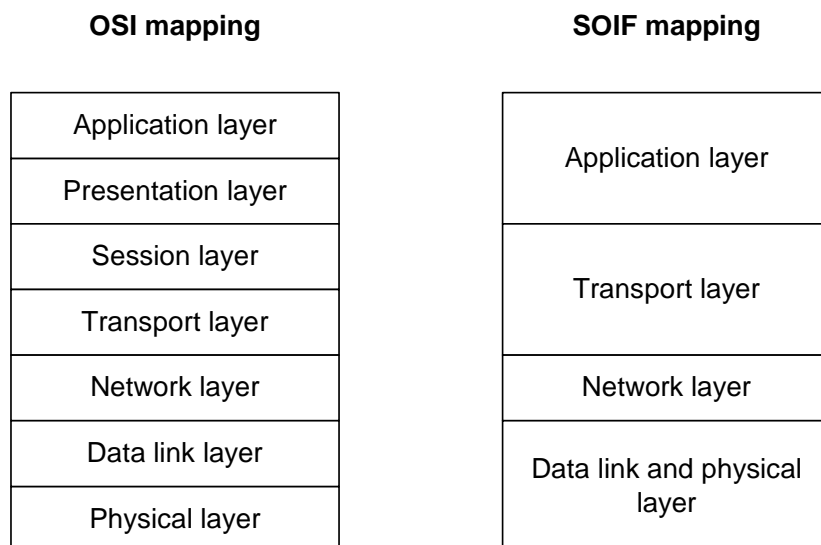 OSI mapping
Application layer
Presentation layer
Session layer
Transport layer
Network layer
Data link layer
Physical layer
SOIF mapping
Application layer
Transport layer
Network layer
Data link and physical
layer